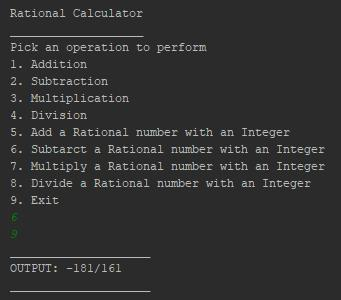 Rational Calculator
___________________
Pick an operation to perform
1. Addition
2. Subtraction
3. Multiplication
4. Division
5. Add a Rational number with an Integer
6. Subtarct a Rational number with an Integer
7. Multiply a Rational number with an Integer
8. Divide a Rational number with an Integer
9. Exit
6
9
____________________
OUTPUT: -181/161
____________________